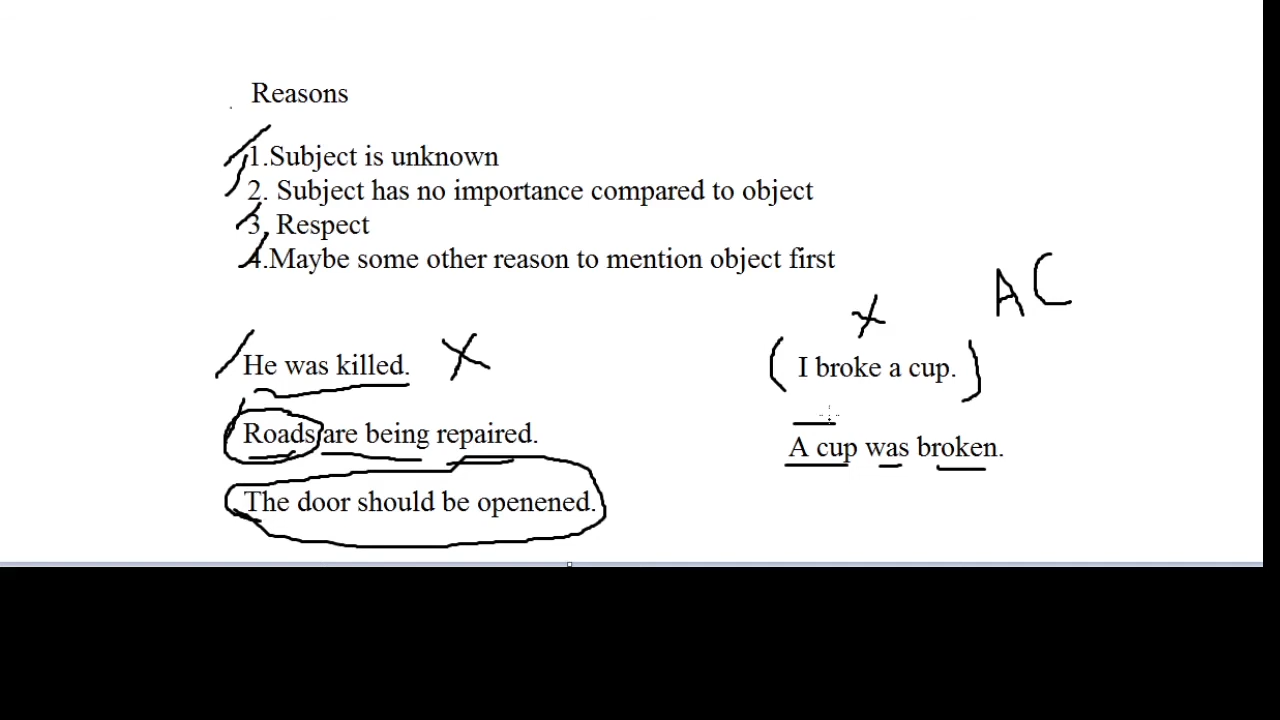 Reasons
1.Subject is unknown
2. Subject has no importance compared to object
3. Respect
4.Maybe some other reason to mention object first
AC
He was killed.
I broke a cup.
Roads are being repaired.
A cup was broken.
The door should be openened.